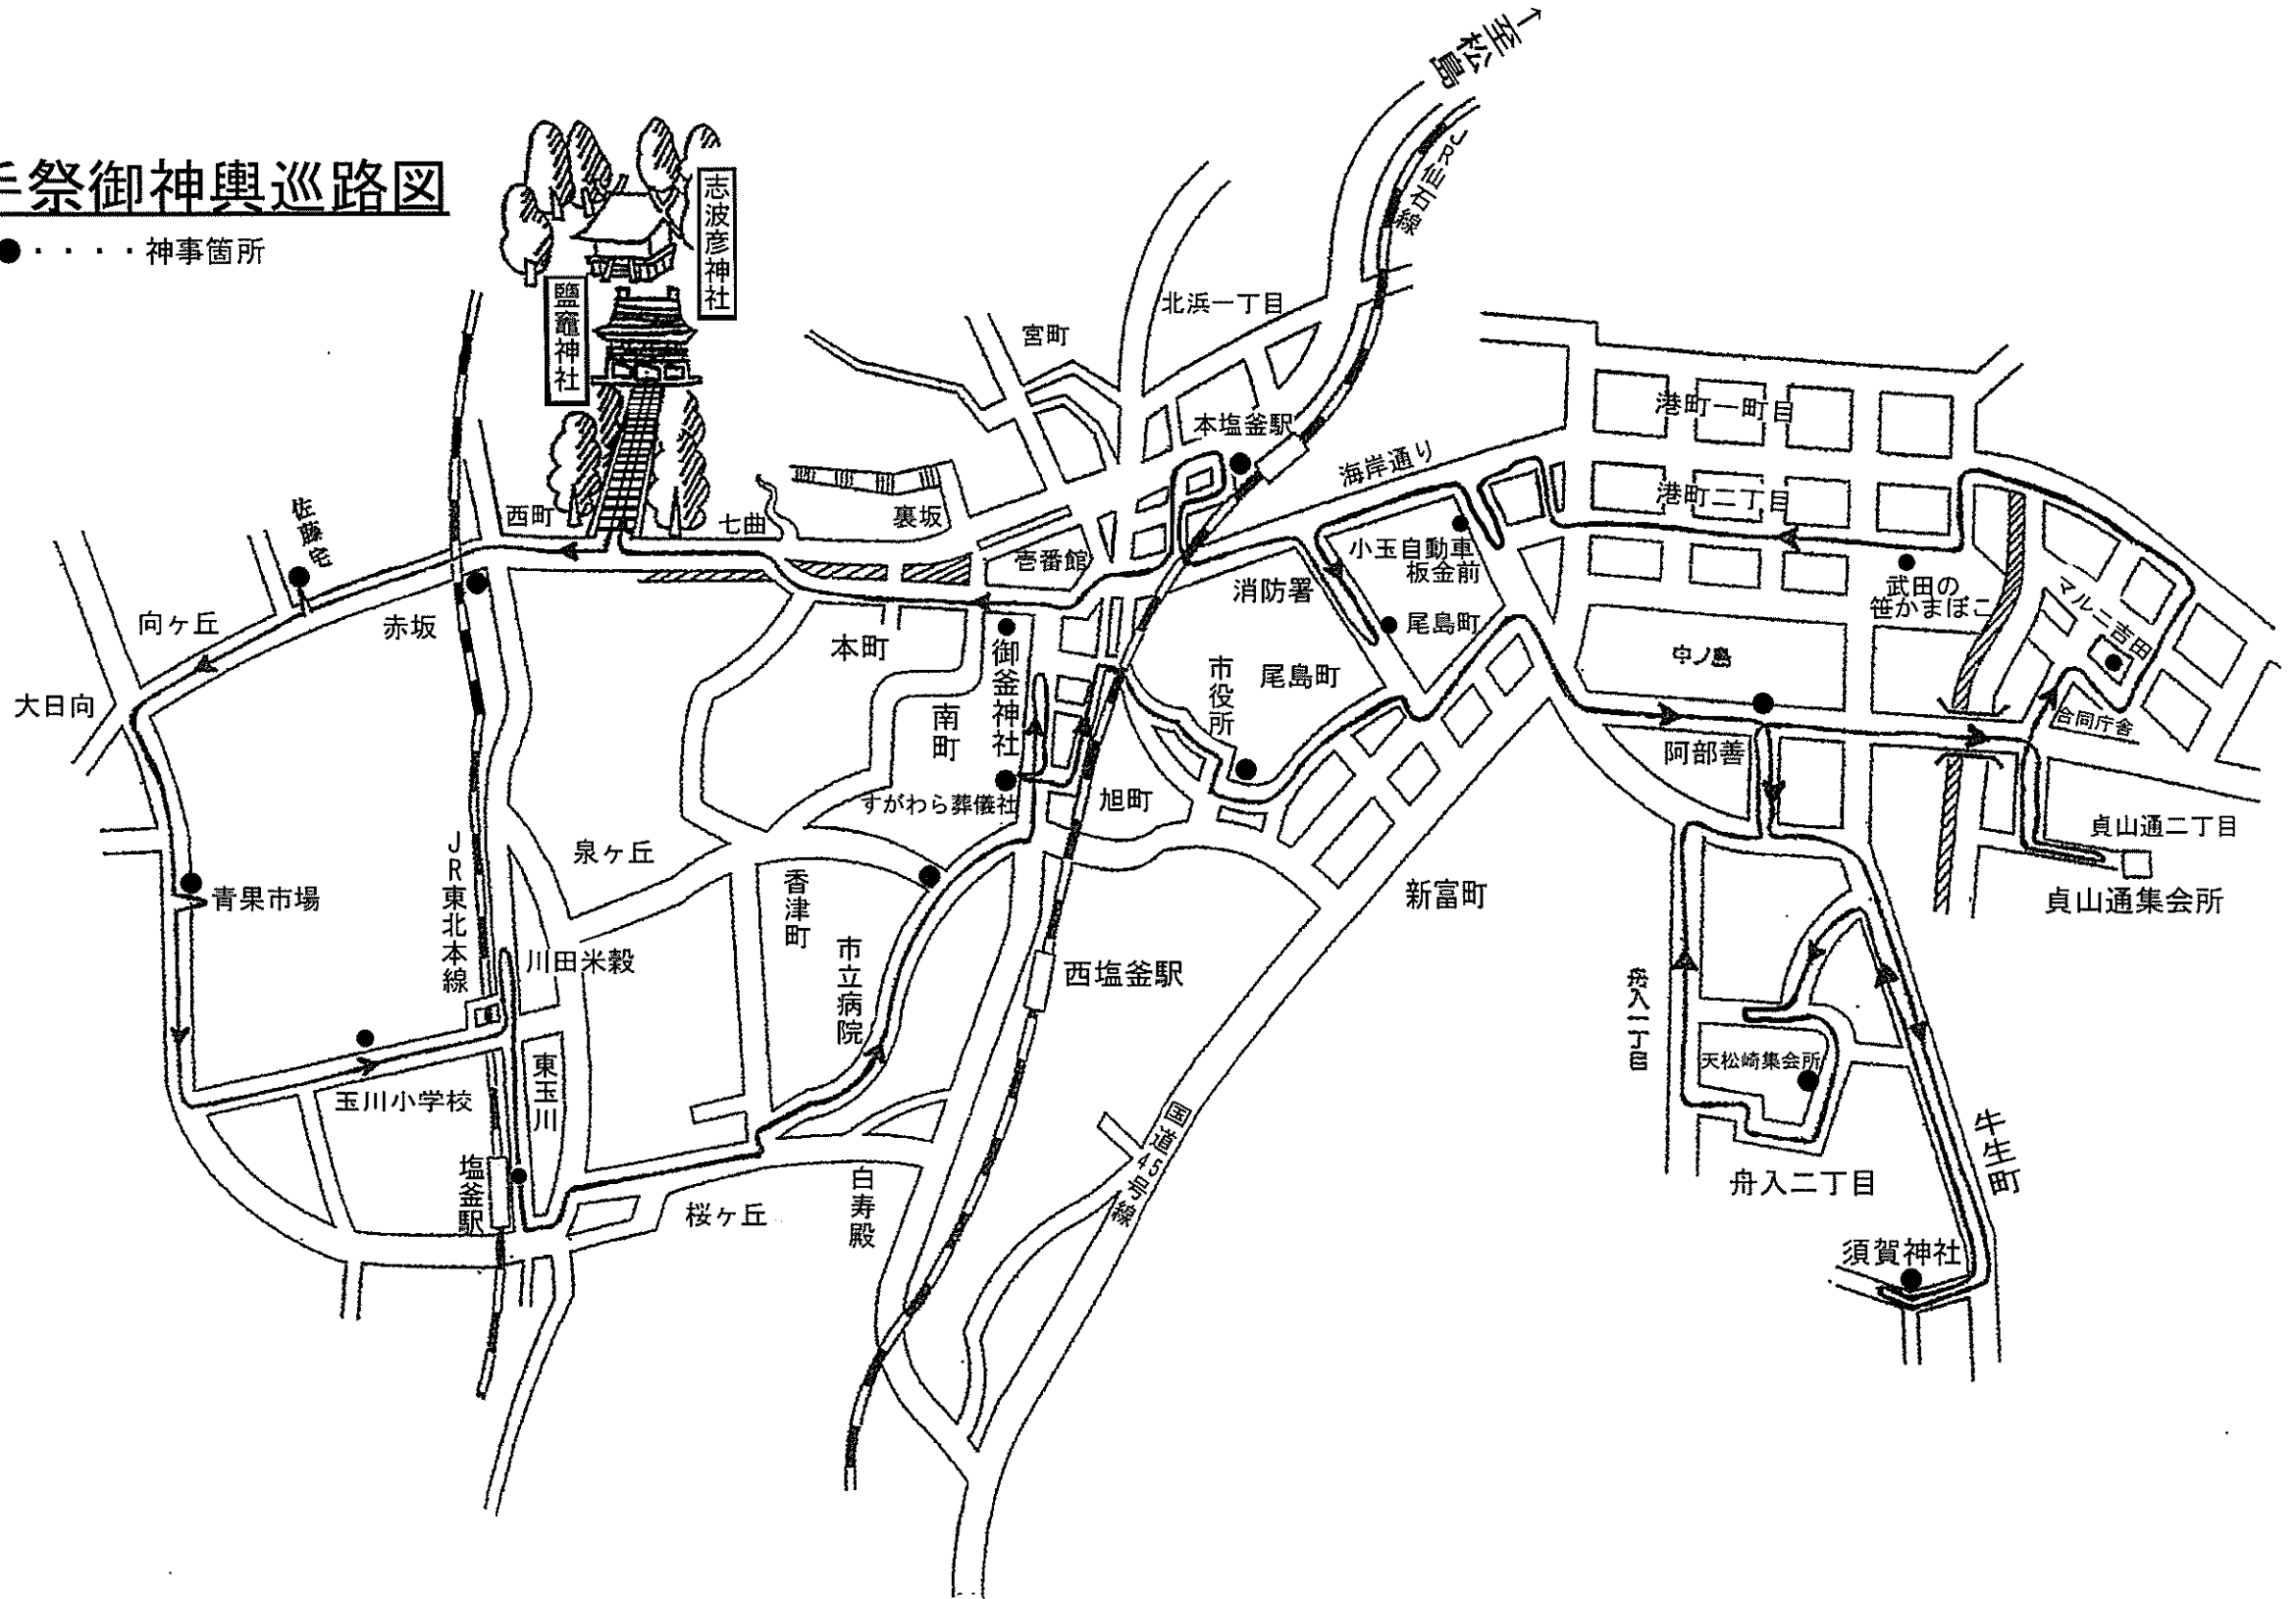 祭御神輿巡路図
●・・・・神事箇所
→至松島
JR仙石線
志波彦神社
鹽竈神社
北浜一丁目
宮町
本塩釜駅
海岸通り
港町一町目
港町二丁目
佐藤宅
西町
七曲
裏坂
壱番館
消防署
小玉自動車
板金前
尾島町
武田の
笹かまぼこ
マルニ吉田
向ヶ丘
赤坂
本町
御釜神社
市役所
尾島町
中ノ島
大日向
南町
阿部善
合同庁舎
すがわら葬儀社
旭町
貞山通二丁目
泉ヶ丘
JR東北本線
青果市場
香津町
新富町
貞山通集会所
川田米穀
市立病院
西塩釜駅
舟入一丁目
天松崎集会所
玉川小学校
東玉川
国道45号線
牛生町
塩釜駅
桜ヶ丘
白寿殿
舟入二丁目
須賀神社